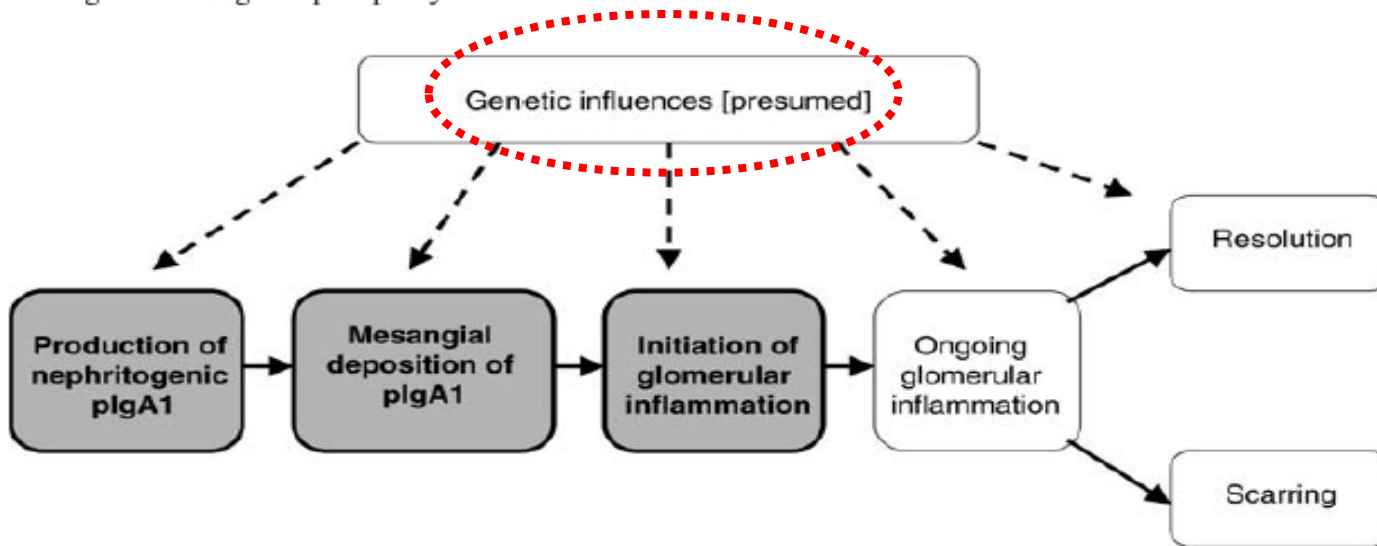 Genetic influences [presumed]
Resolution
Production of
nephritogenic
pIgA1
Mesangial
deposition of
pIgA1
Initiation of
glomerular
inflammation
Ongoing
glomerular
inflammation
Scarring